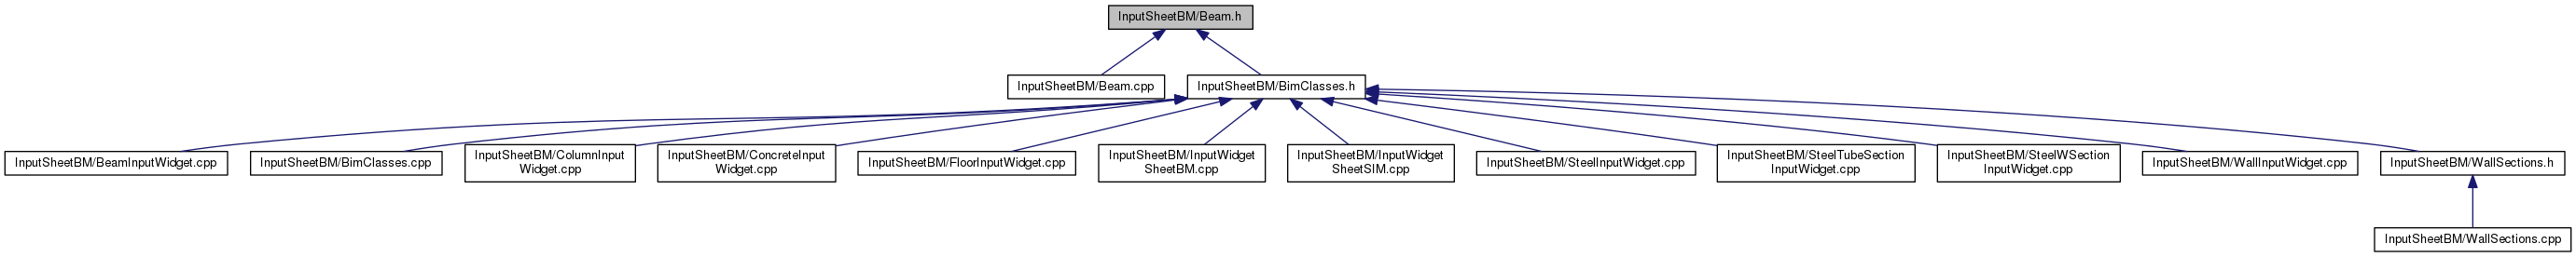 InputSheetBM/Beam.h
InputSheetBM/Beam.cpp
InputSheetBM/BimClasses.h
InputSheetBM/BeamInputWidget.cpp
InputSheetBM/BimClasses.cpp
InputSheetBM/ColumnInput
Widget.cpp
InputSheetBM/ConcreteInput
Widget.cpp
InputSheetBM/FloorInputWidget.cpp
InputSheetBM/InputWidget
SheetBM.cpp
InputSheetBM/InputWidget
SheetSIM.cpp
InputSheetBM/SteelInputWidget.cpp
InputSheetBM/SteelTubeSection
InputWidget.cpp
InputSheetBM/SteelWSection
InputWidget.cpp
InputSheetBM/WallInputWidget.cpp
InputSheetBM/WallSections.h
InputSheetBM/WallSections.cpp